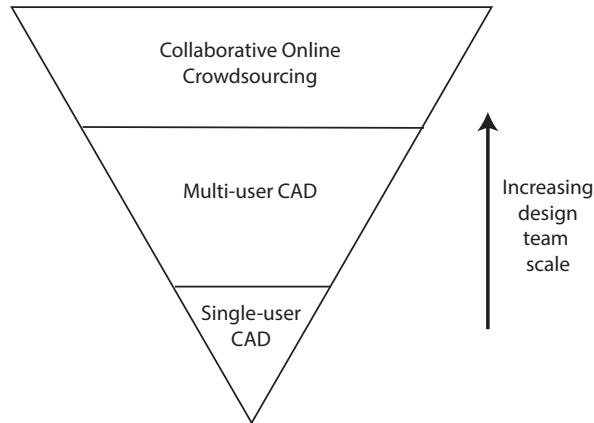 Collaborative Online
Crowdsourcing
Multi-user CAD
Increasing
design
team
scale
Single-user
CAD